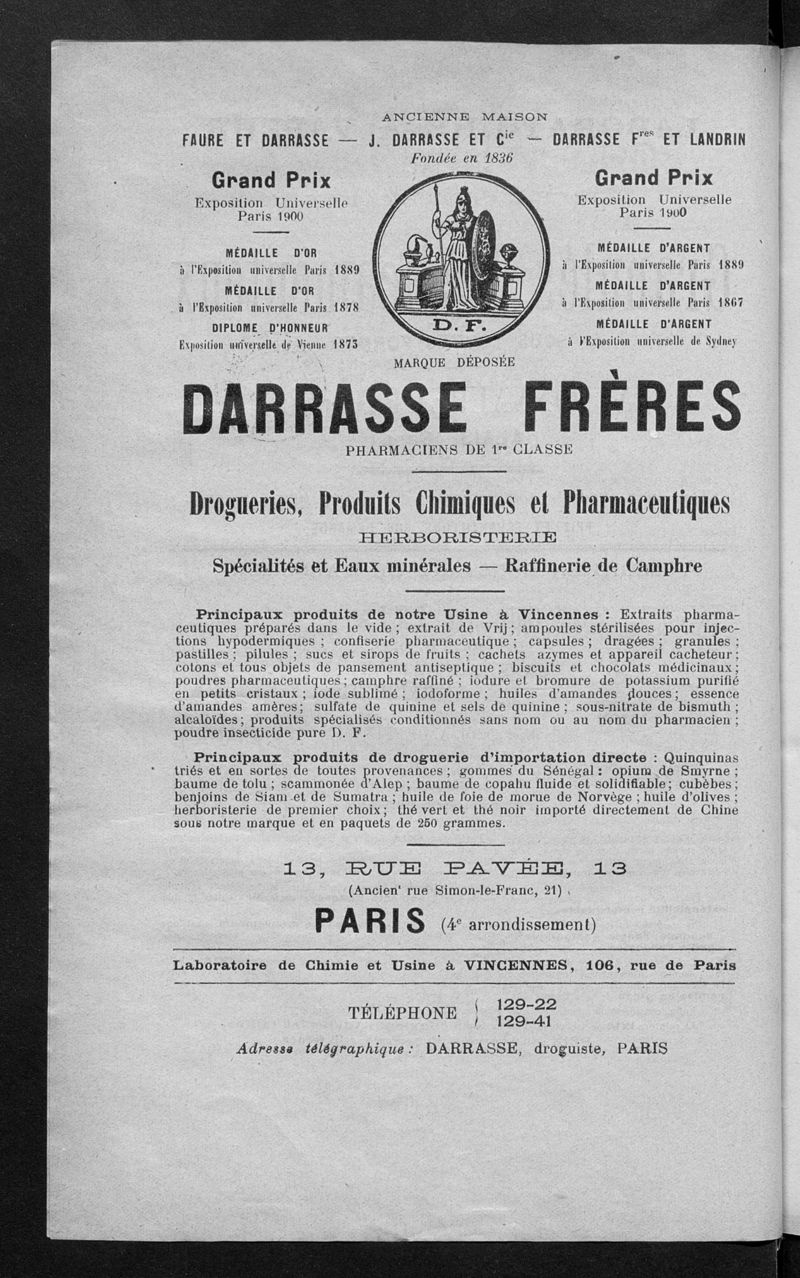 ANCIENNE MAISON
FAURE ET DARRASSE — J. DARRASSE ET Cie — DARRASSE Fres ET LANDRIN
Fondée en 1836
Grand Prix
Exposition Universelle
Paris 1900
MÉDAILLE D'OR
à l'Exposition universelle Paris 1889
MÉDAILLE D'OR
à l'Exposition universelle Paris 1878
DIPLOME D'HONNEUR
Exposition universelle de Vienne 1873
D. F.
MARQUE DÉPOSÉE
Grand Prix
Exposition Universelle
Paris 1900
MÉDAILLE D'ARGENT
à l'Exposition universelle Paris 1889
MÉDAILLE D'ARGENT
à l'Exposition universelle Paris 1867
MÉDAILLE D'ARGENT
à l'Exposition universelle de Sydney
DARRASSE FRÈRES
PHARMACIENS DE 1re CLASSE
Drogueries, Produits Chimiques et Pharmaceutiques
HERBORISTERIE
Spécialités et Eaux minérales — Raffinerie de Camphre
Principaux produits de notre Usine à Vincennes : Extraits pharma-
ceutiques préparés dans le vide ; extrait de Vrij ; ampoules stérilisées pour injec-
tions hypodermiques ; confiserie pharmaceutique ; capsules ; dragées ; granules ;
pastilles ; pilules ; sucs et sirops de fruits ; cachets azymes et appareil cacheteur ;
cotons et tous objets de pansement antiseptique ; biscuits et chocolats médicinaux ;
poudres pharmaceutiques ; camphre raffiné ; iodure et bromure de potassium purifié
en petits cristaux ; iode sublimé ; iodoforme ; huiles d'amandes douces ; essence
d'amandes amères ; sulfate de quinine et sels de quinine ; sous-nitrate de bismuth ;
alcaloïdes ; produits spécialisés conditionnés sans nom ou au nom du pharmacien ;
poudre insecticide pure D. F.
Principaux produits de droguerie d'importation directe : Quinquinas
triés et en sortes de toutes provenances ; gommes du Sénégal : opium de Smyrne ;
baume de tolu ; scammonée d'Alep ; baume de copahu fluide et solidifiable ; cubèbes ;
benjoins de Siam et de Sumatra ; huile de foie de morue de Norvège ; huile d'olives ;
herboristerie de premier choix ; thé vert et thé noir importé directement de Chine
sous notre marque et en paquets de 250 grammes.
13, RUE PAVÉE, 13
(Ancient rue Simon-le-Franc, 21)
PARIS (4e arrondissement)
Laboratoire de Chimie et Usine à VINCENNES, 106, rue de Paris
TÉLÉPHONE { 129-22
129-41
Adresse télégraphique : DARRASSE, droguiste, PARIS